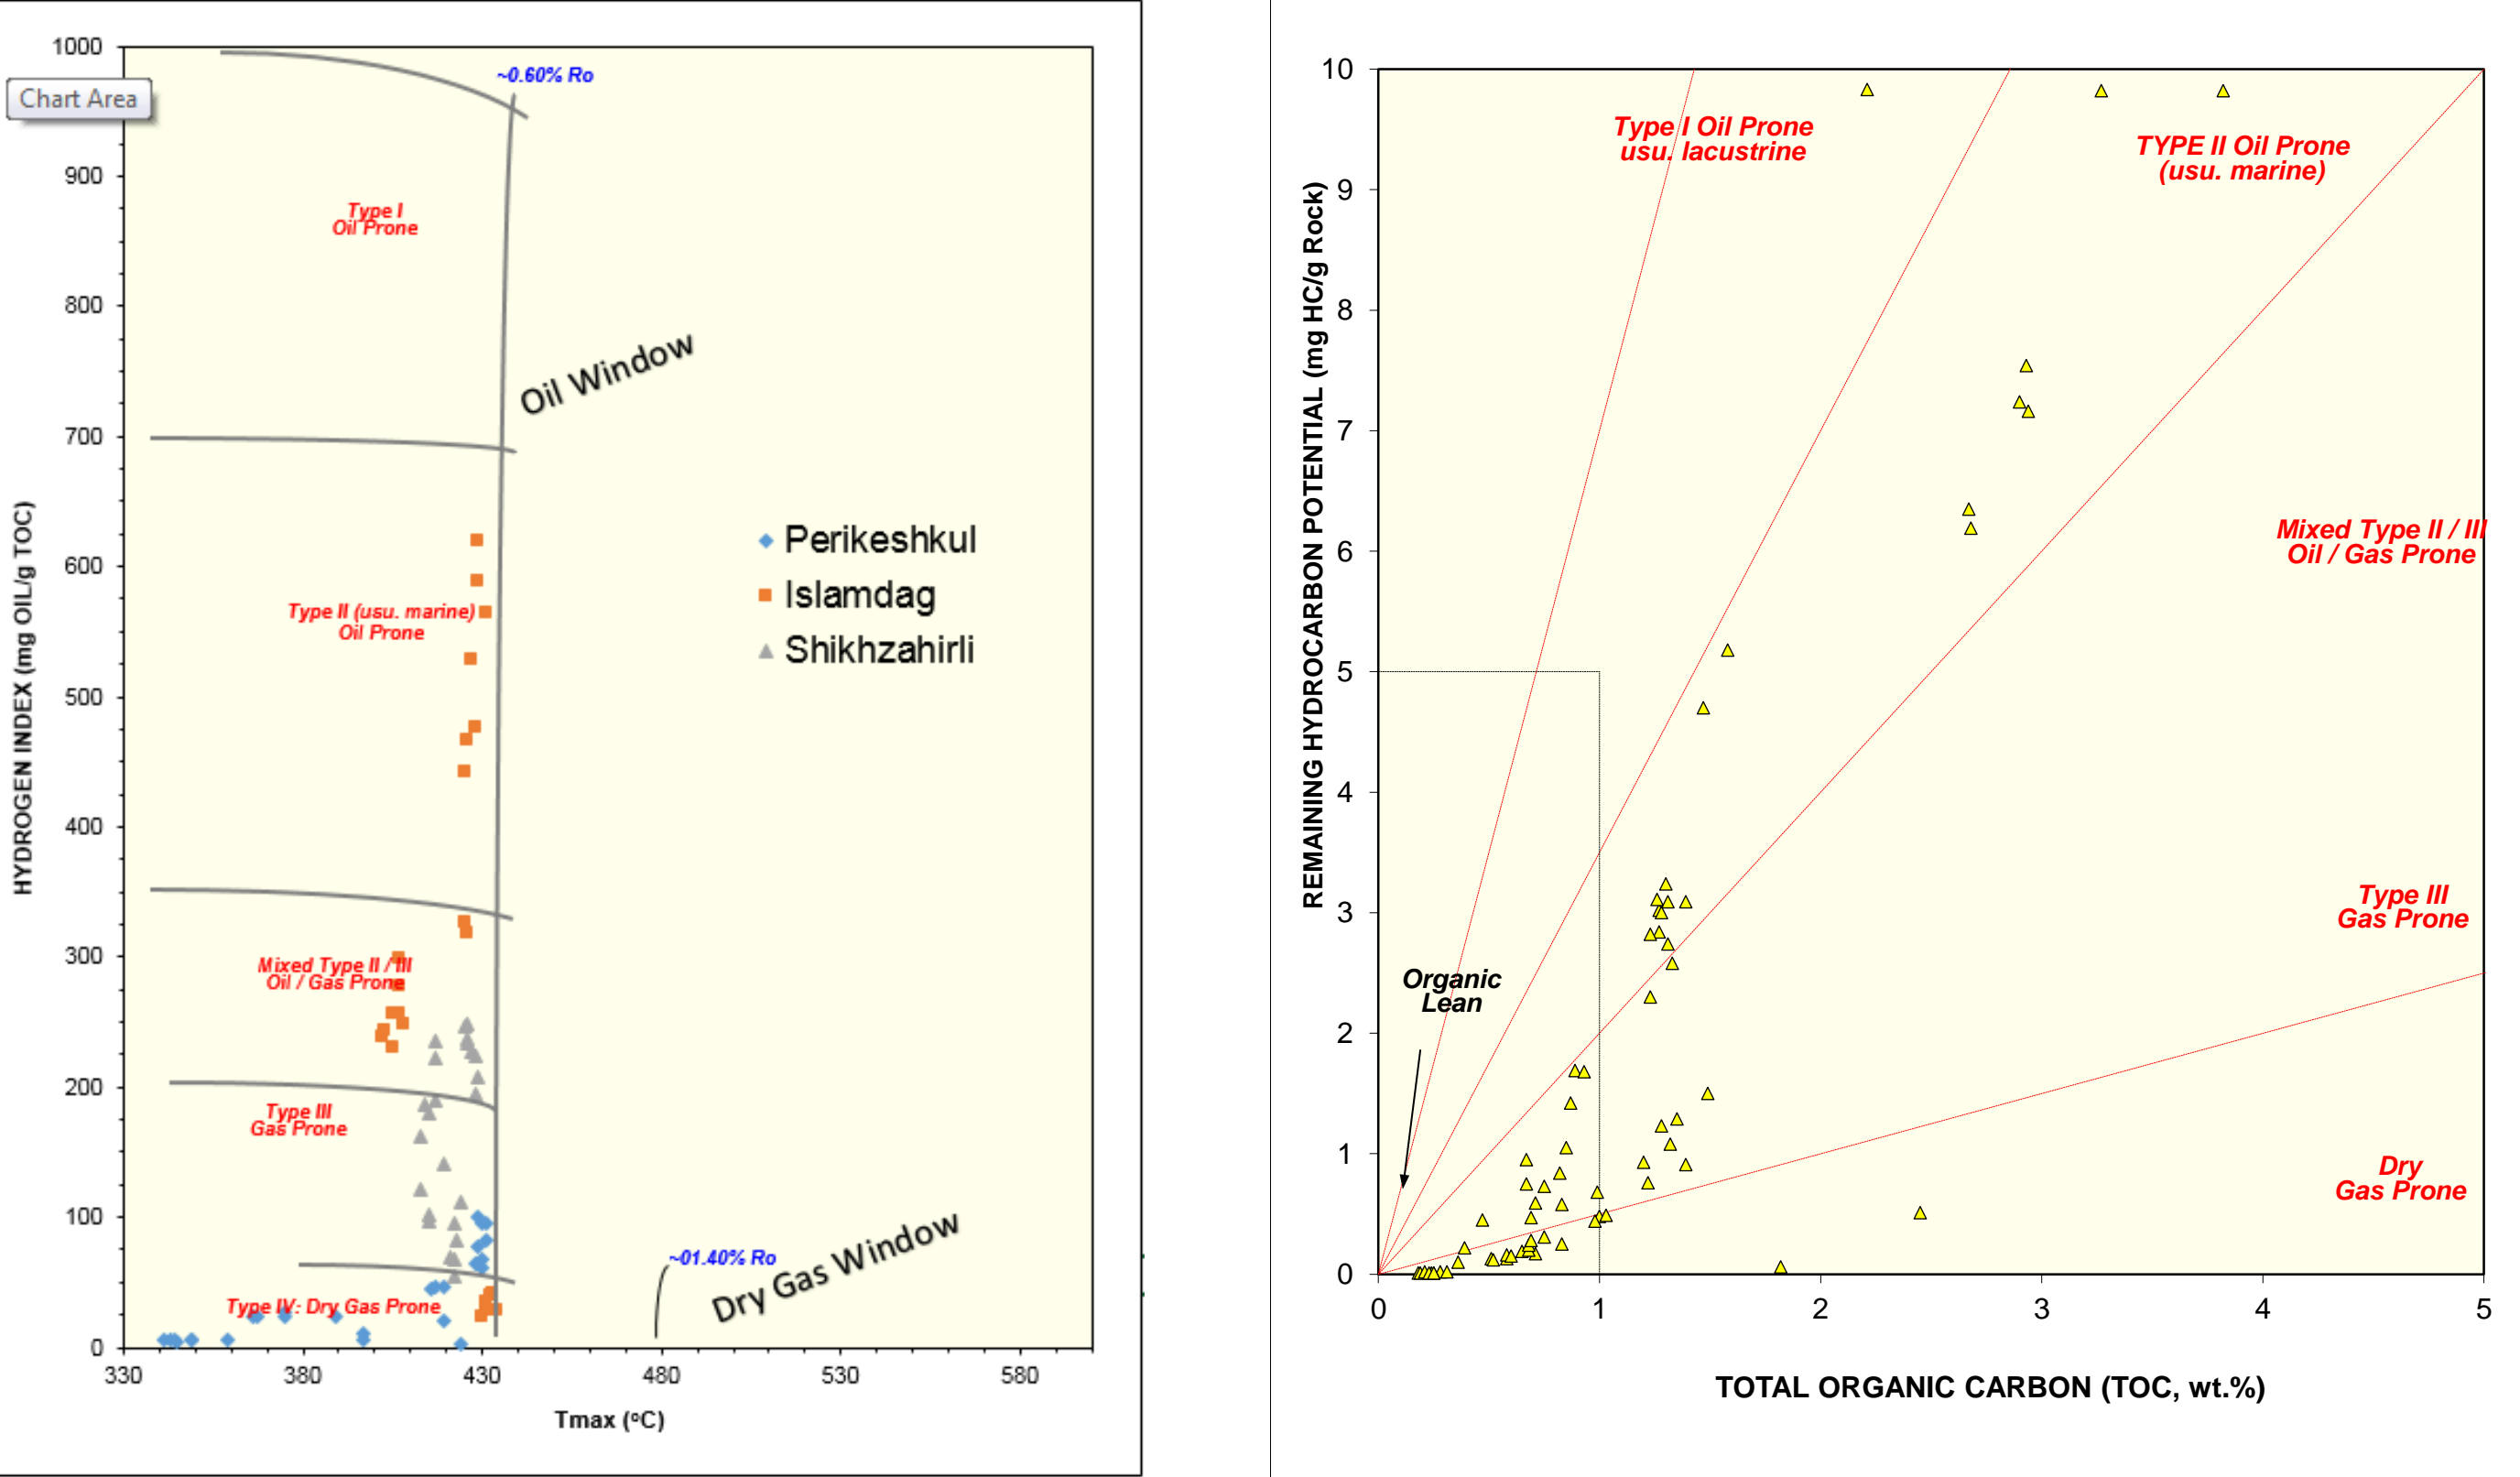 1000
Chart Area
900
800
700
600
500
400
300
200
100
0
330
380
430
480
530
580
HYDROGEN INDEX (mg OIL/g TOC)
Tmax (°C)
~0.60% Ro
Type I
Oil Prone
Oil Window
Type II (usu. marine)
Oil Prone
Perikeshkul
Islamdag
Shikhzahirli
Mixed Type II / III
Oil / Gas Prone
Type III
Gas Prone
Type IV: Dry Gas Prone
~01.40% Ro
Dry Gas Window
10
9
8
7
6
5
4
3
2
1
0
0
1
2
3
4
5
REMAINING HYDROCARBON POTENTIAL (mg HC/g Rock)
TOTAL ORGANIC CARBON (TOC, wt.%)
Type I Oil Prone
usu. lacustrine
TYPE II Oil Prone
(usu. marine)
Mixed Type II / III
Oil / Gas Prone
Type III
Gas Prone
Organic
Lean
Dry
Gas Prone